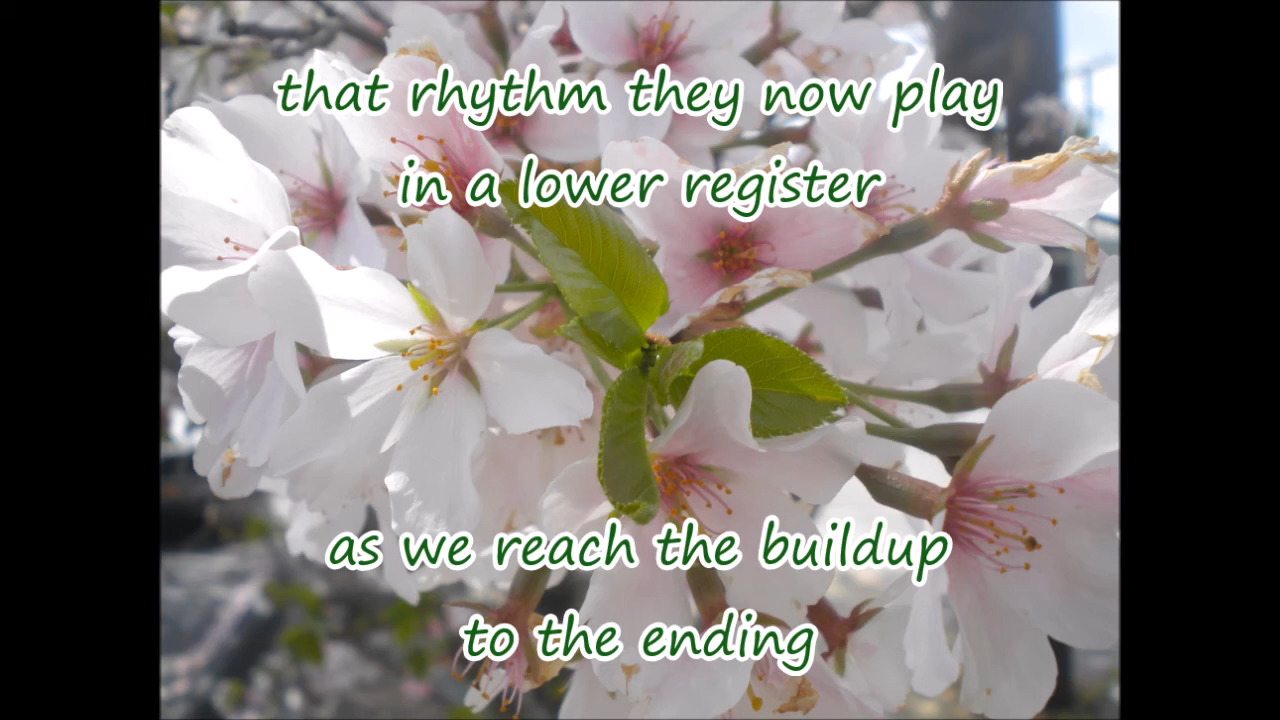 that rhythm they now play
in a lower register
as we reach the buildup
to the ending